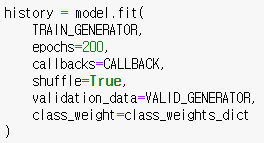 history = model.fit(
    TRAIN_GENERATOR,
    epochs=200,
    callbacks=CALLBACK,
    shuffle=True,
    validation_data=VALID_GENERATOR,
    class_weight=class_weights_dict
)